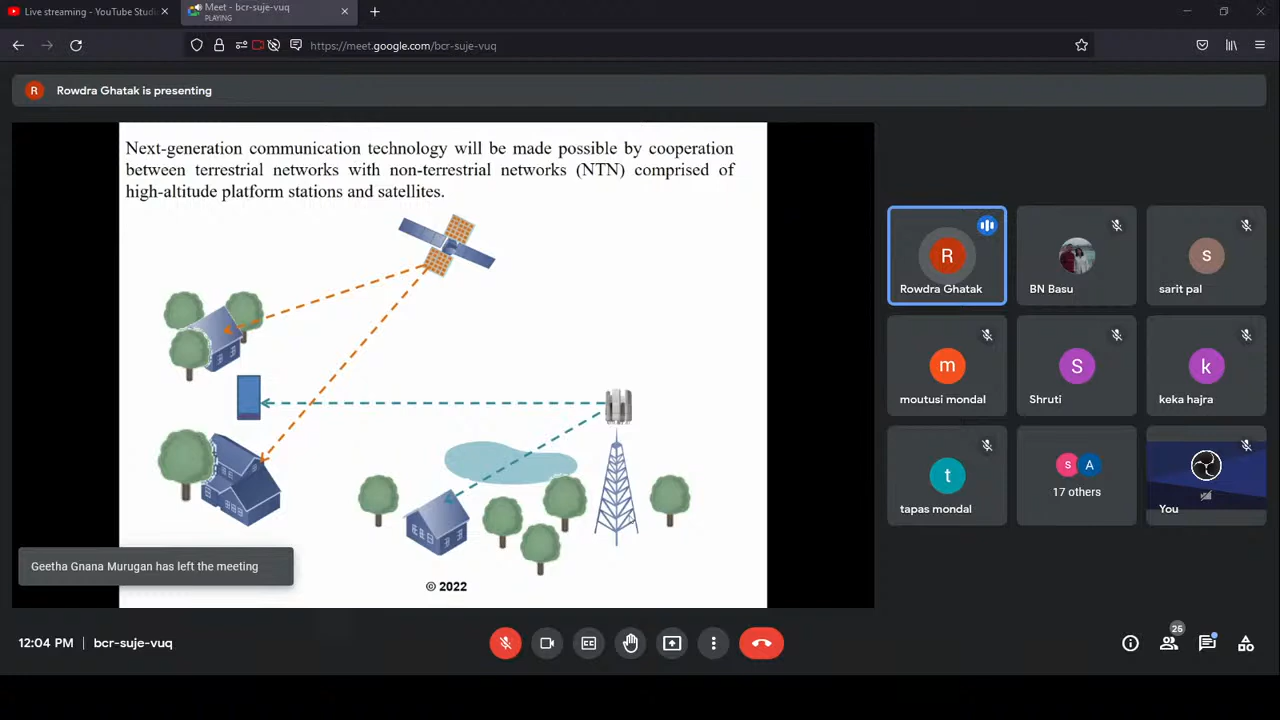 Live streaming - YouTube Studi
Meet - bcr-suje-vuq
PLAYING
https://meet.google.com/bcr-suje-vuq
R
Rowdra Ghatak is presenting
Next-generation communication technology will be made possible by cooperation
between terrestrial networks with non-terrestrial networks (NTN) comprised of
high-altitude platform stations and satellites.
© 2022
R
Rowdra Ghatak
BN Basu
s
sarit pal
m
moutusi mondal
S
Shruti
k
keka hajra
t
tapas mondal
s A
17 others
You
Geetha Gnana Murugan has left the meeting
12:04 PM | bcr-suje-vuq
CC
25